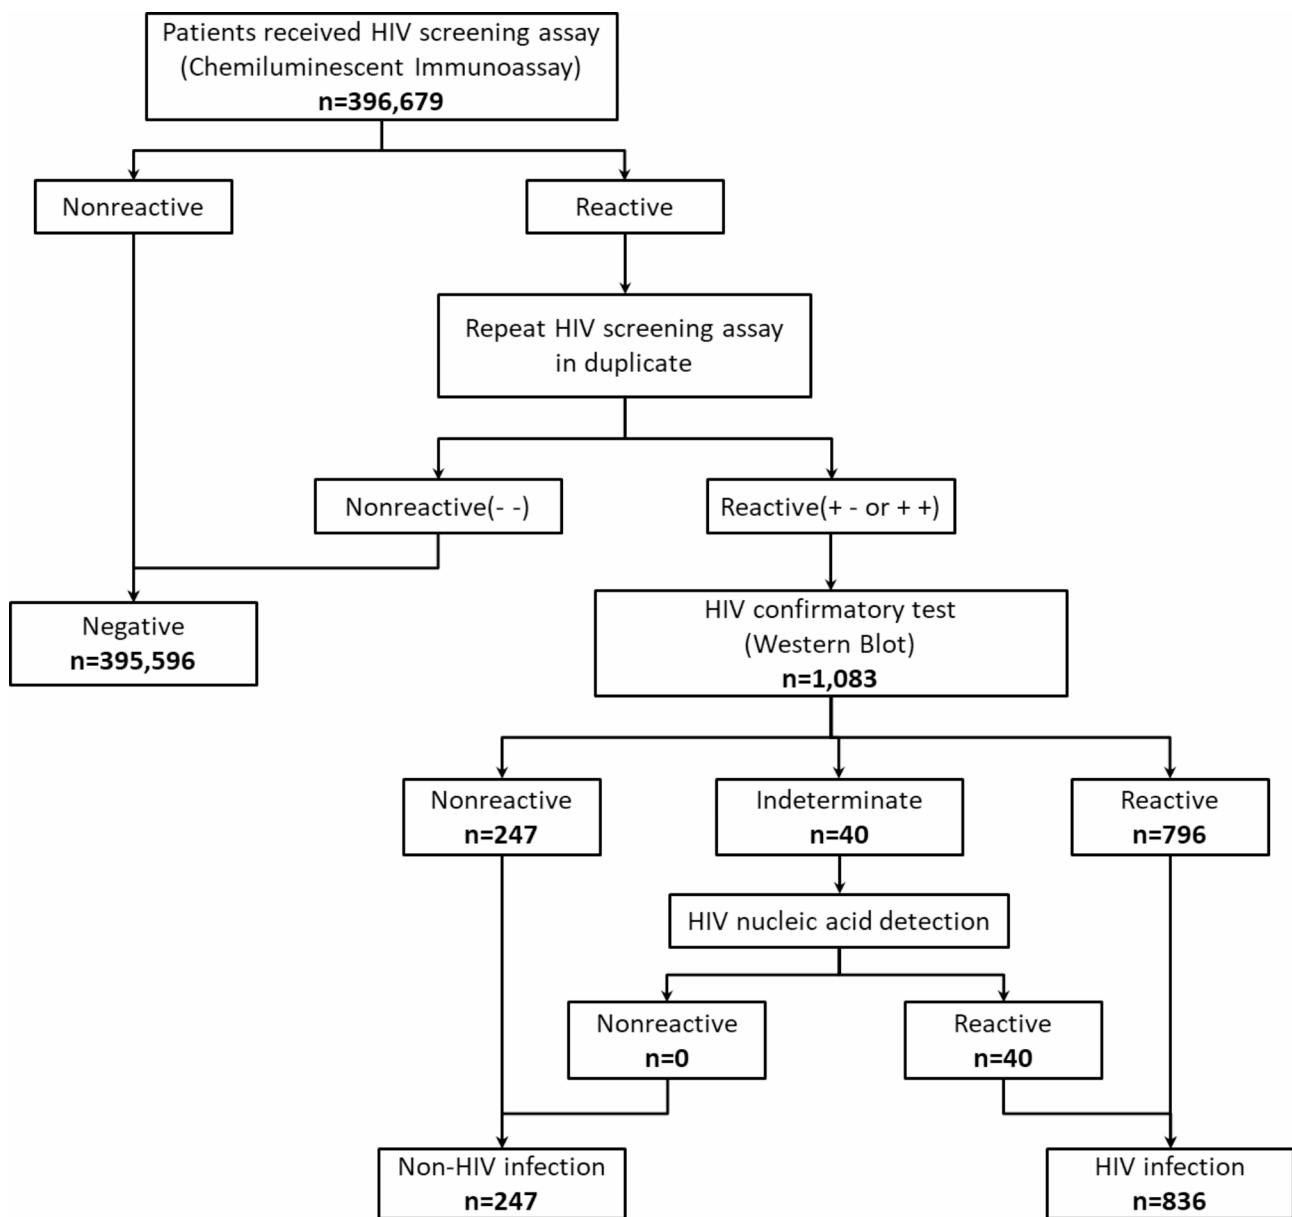 Patients received HIV screening assay
(Chemiluminescent Immunoassay)
n=396,679
Nonreactive
Reactive
Repeat HIV screening assay
in duplicate
Nonreactive(- -)
Reactive(+ - or + +)
Negative
n=395,596
HIV confirmatory test
(Western Blot)
n=1,083
Nonreactive
n=247
Indeterminate
n=40
Reactive
n=796
HIV nucleic acid detection
Nonreactive
n=0
Reactive
n=40
Non-HIV infection
n=247
HIV infection
n=836